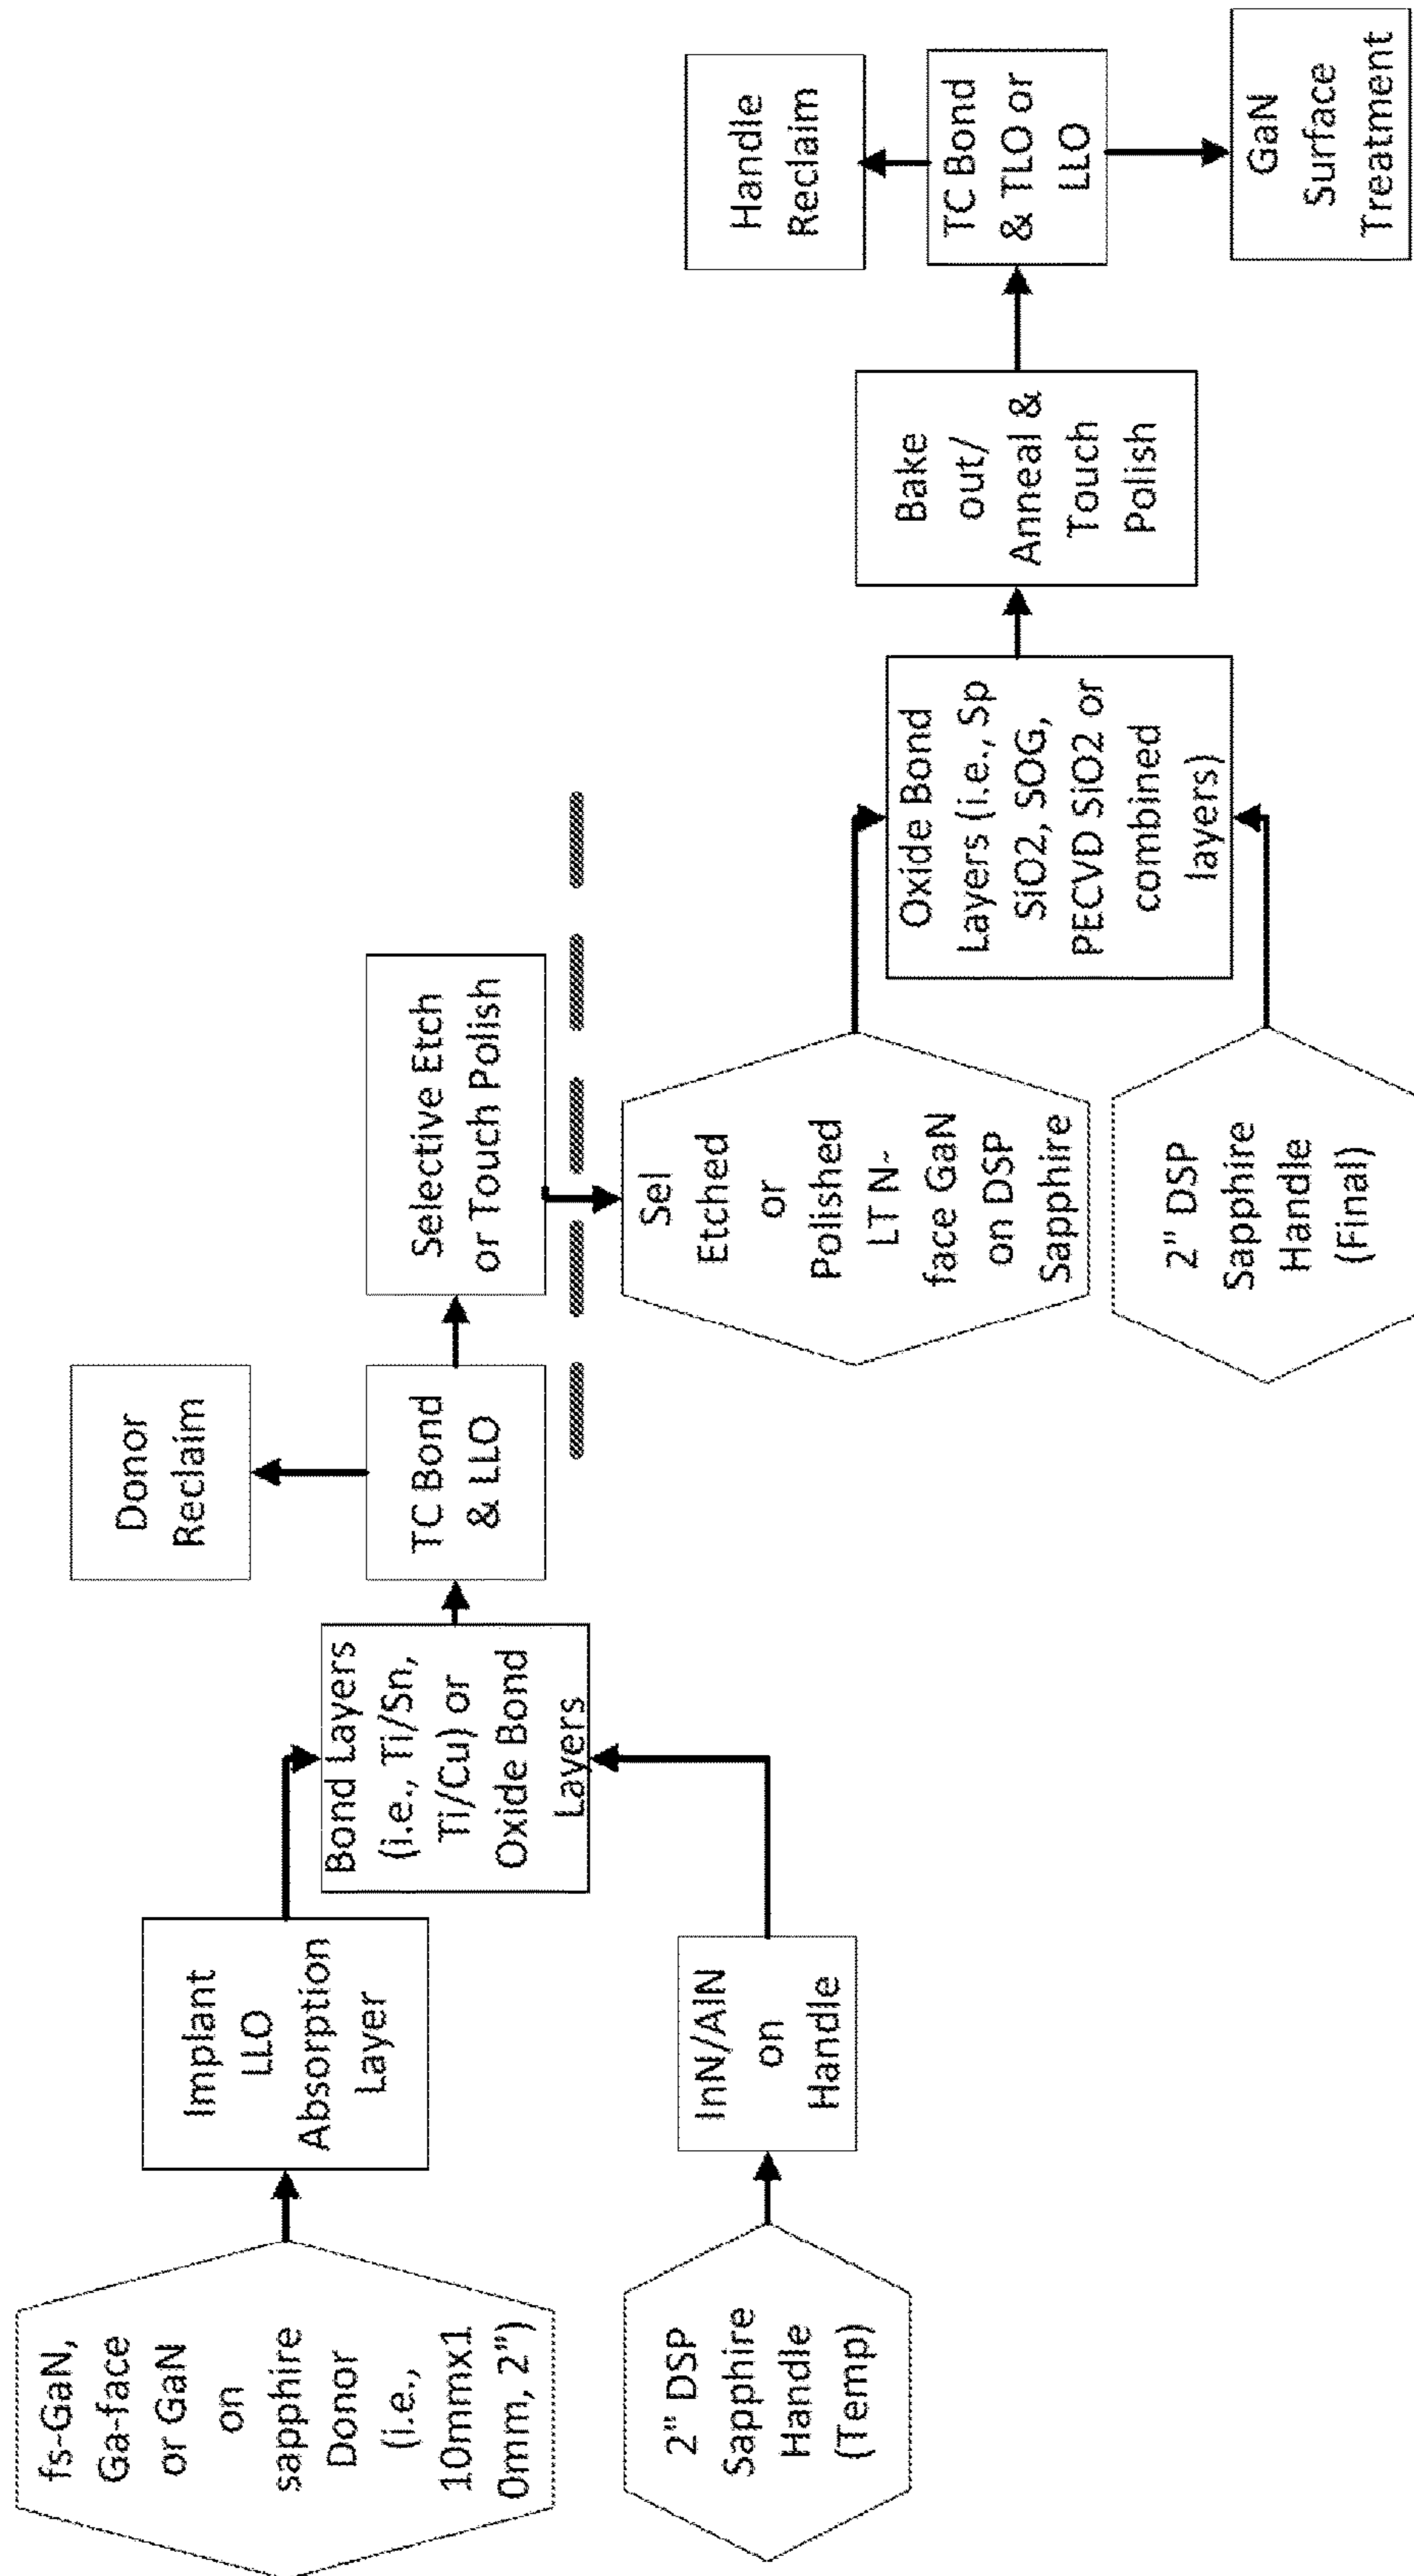 fs-GaN,
Ga-face
or GaN
on
sapphire
Donor
(i.e.,
10mmx1
0mm, 2")
Implant
LLO
Absorption
Layer
2" DSP
Sapphire
Handle
(Temp)
InN/AlN
on
Handle
Bond Layers
(i.e., Ti/Sn,
Ti/Cu) or
Oxide Bond
Layers
TC Bond
& LLO
Donor
Reclaim
Selective Etch
or Touch Polish
Sel
Etched
or
Polished
LT N-
face GaN
on DSP
Sapphire
2" DSP
Sapphire
Handle
(Final)
Oxide Bond
Layers (i.e., Sp
SiO2, SOG,
PECVD SiO2 or
combined
layers)
Bake
out/
Anneal &
Touch
Polish
TC Bond
& TLO or
LLO
Handle
Reclaim
GaN
Surface
Treatment